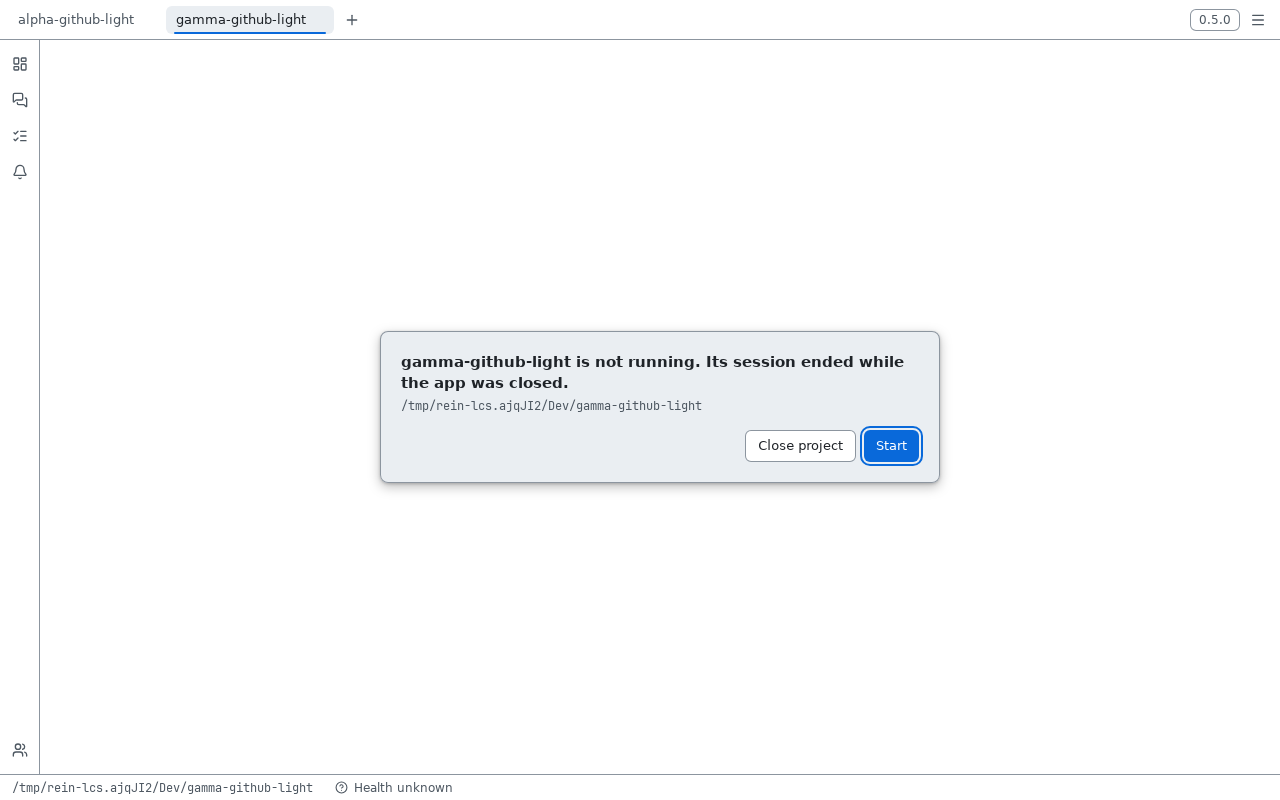 alpha-github-light
gamma-github-light
0.5.0
gamma-github-light is not running. Its session ended while
the app was closed.
/tmp/rein-lcs.ajqJI2/Dev/gamma-github-light
Close project
Start
/tmp/rein-lcs.ajqJI2/Dev/gamma-github-light
Health unknown